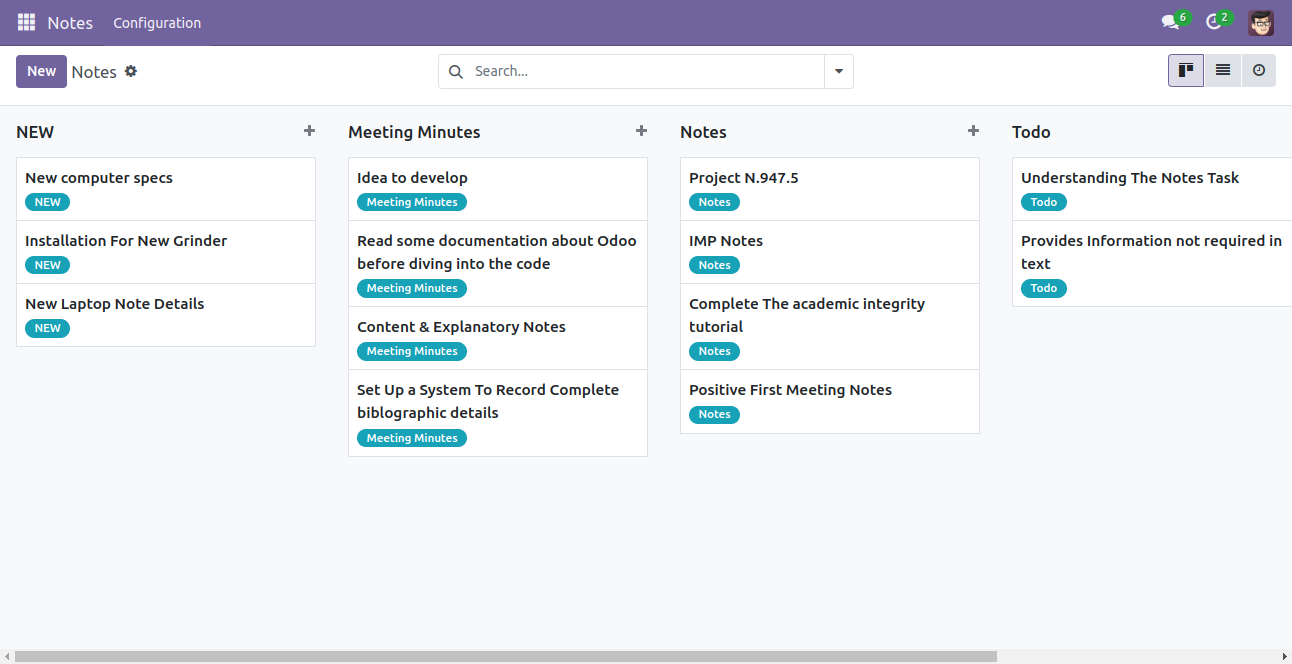 Notes Configuration 6 2
New Notes Search...
NEW
New computer specs
NEW
Installation For New Grinder
NEW
New Laptop Note Details
NEW
Meeting Minutes
Idea to develop
Meeting Minutes
Read some documentation about Odoo
before diving into the code
Meeting Minutes
Content & Explanatory Notes
Meeting Minutes
Set Up a System To Record Complete
biblographic details
Meeting Minutes
Notes
Project N.947.5
Notes
IMP Notes
Notes
Complete The academic integrity
tutorial
Notes
Positive First Meeting Notes
Notes
Todo
Understanding The Notes Task
Todo
Provides Information not required in
text
Todo